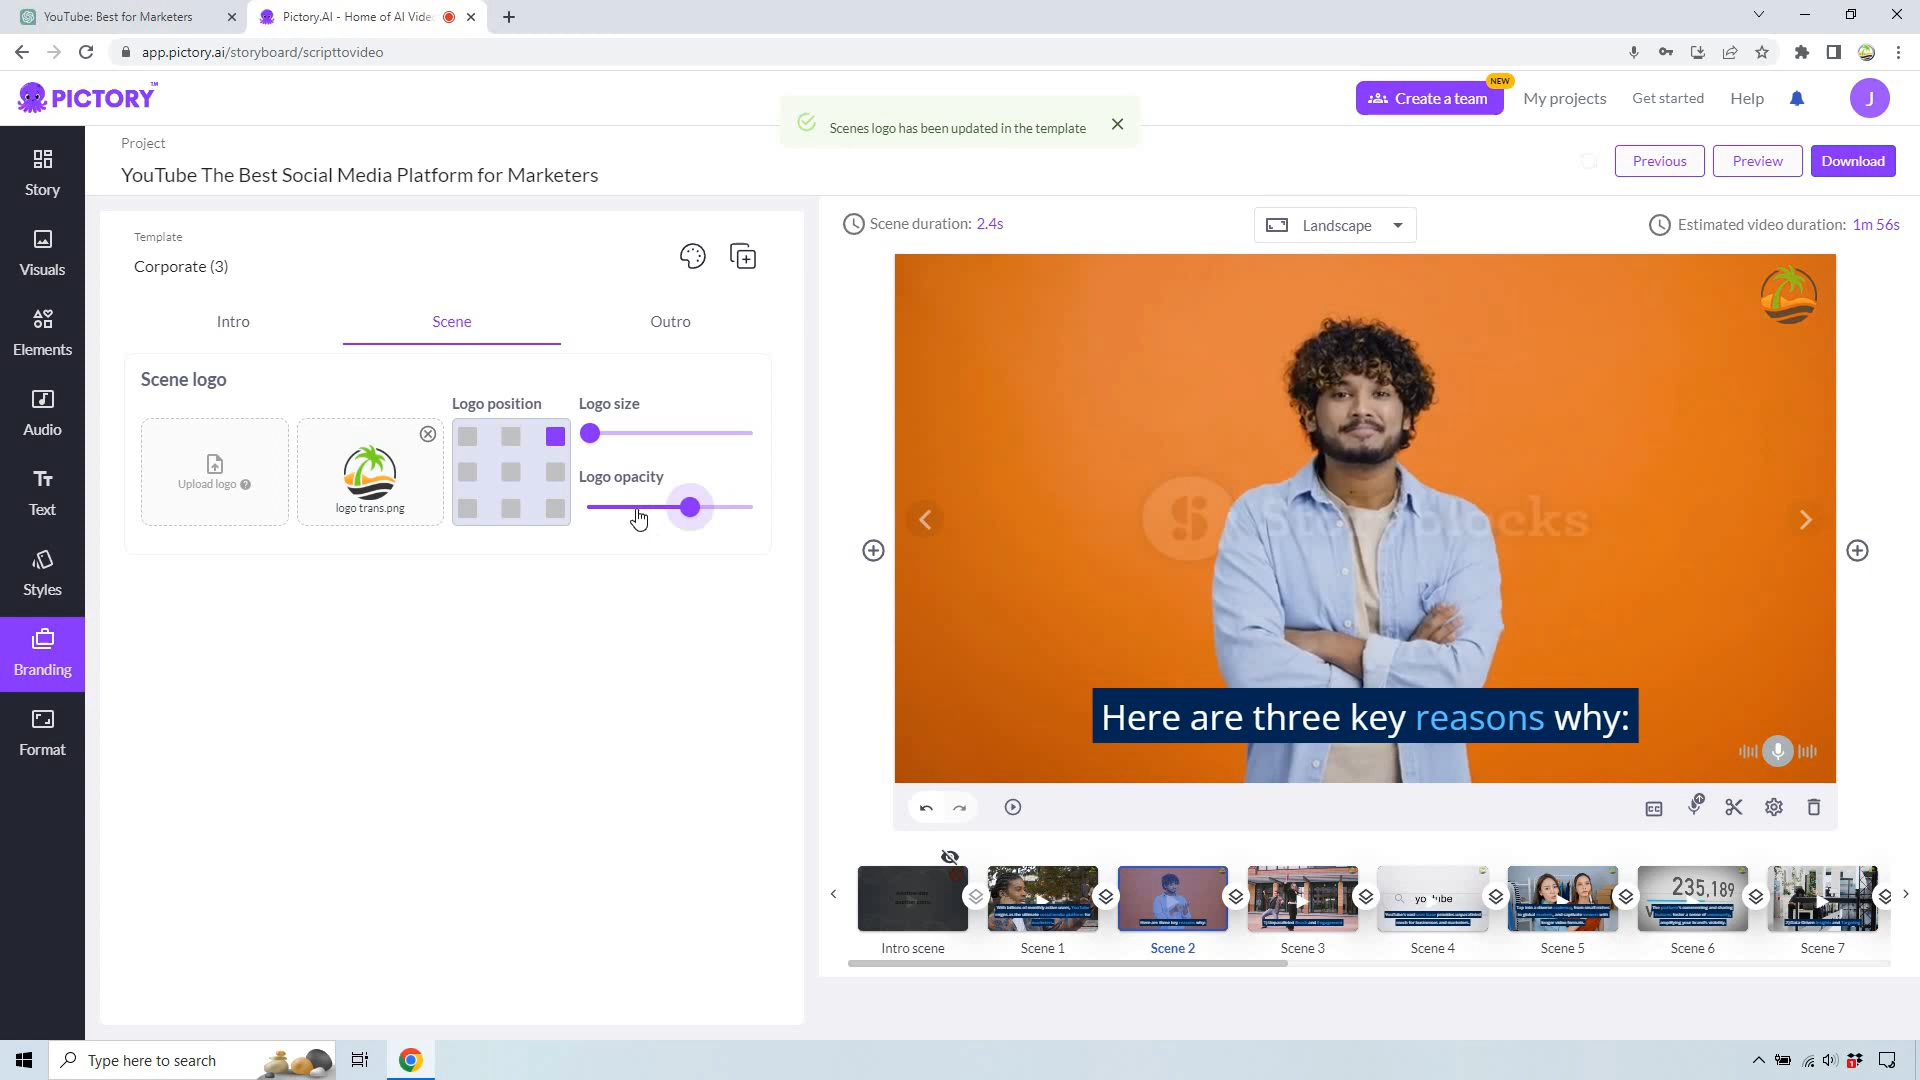 YouTube: Best for Marketers
Pictory.AI - Home of AI Vide
app.pictory.ai/storyboard/scripttovideo
PICTORY™
NEW
Create a team
My projects
Get started
Help
J
Scenes logo has been updated in the template
Project
YouTube The Best Social Media Platform for Marketers
Previous
Preview
Download
Story
Visuals
Elements
Audio
Text
Styles
Branding
Format
Template
Corporate (3)
Intro
Scene
Outro
Scene logo
Upload logo
logo trans.png
Logo position
Logo size
Logo opacity
Scene duration: 2.4s
Landscape
Estimated video duration: 1m 56s
Here are three key reasons why:
CC
235,189
Intro scene
Scene 1
Scene 2
Scene 3
Scene 4
Scene 5
Scene 6
Scene 7
Type here to search
1